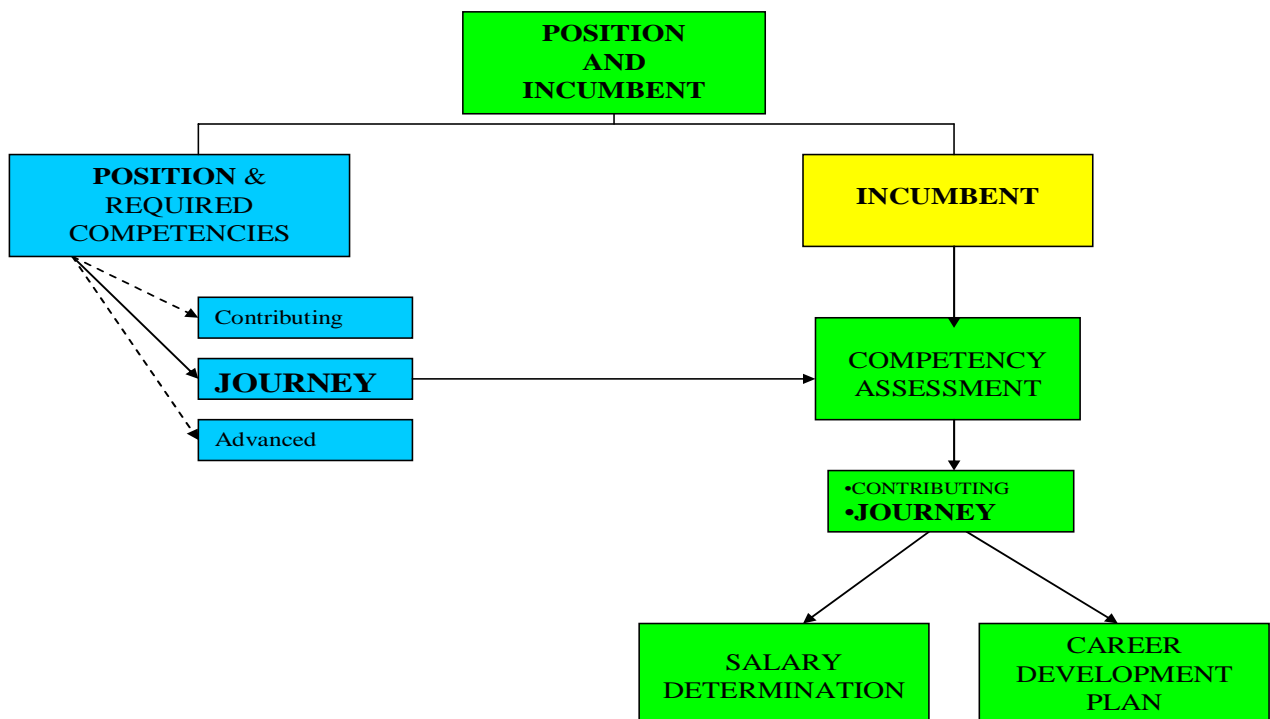 POSITION
AND
INCUMBENT
POSITION &
REQUIRED
COMPETENCIES
INCUMBENT
Contributing
JOURNEY
Advanced
COMPETENCY
ASSESSMENT
•CONTRIBUTING
•JOURNEY
SALARY
DETERMINATION
CAREER
DEVELOPMENT
PLAN